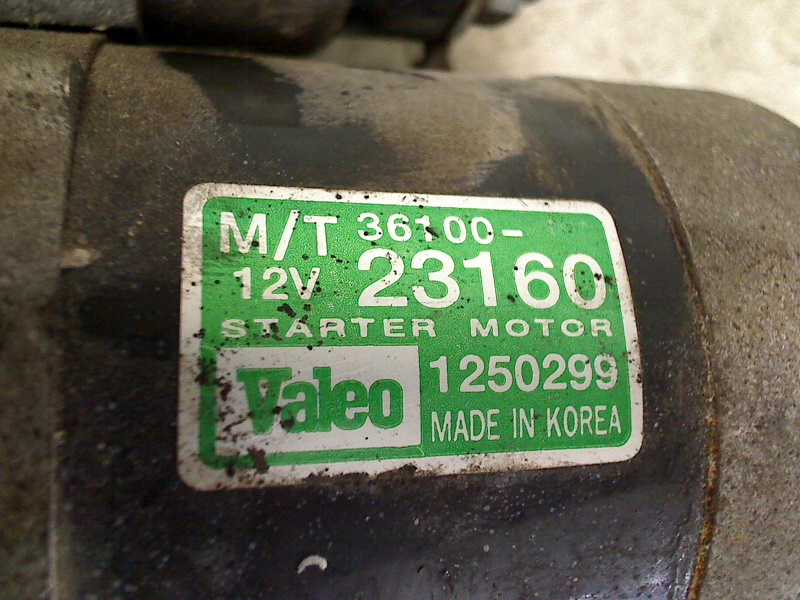 M/T 36100-
12V 23160
STARTER MOTOR
Valeo 1250299
MADE IN KOREA